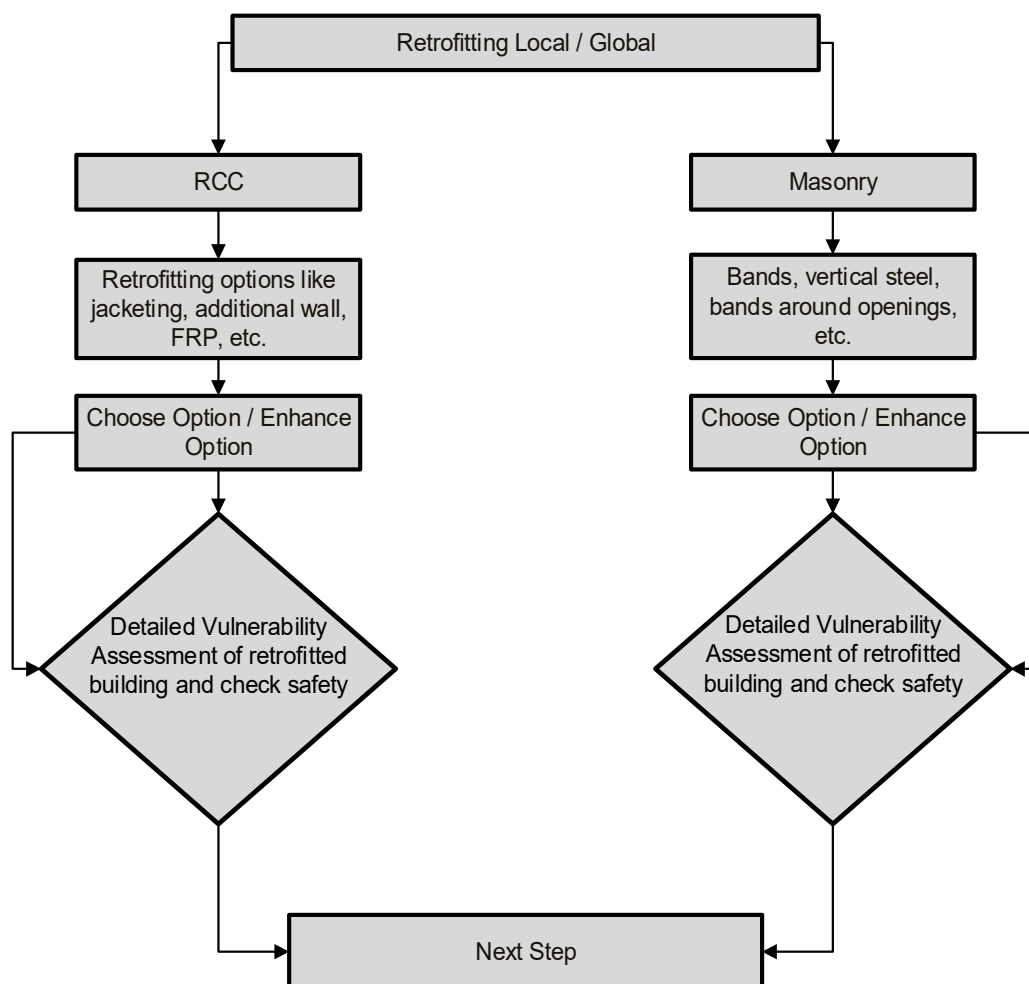 Retrofitting Local / Global
RCC
Masonry
Retrofitting options like
jacketing, additional wall,
FRP, etc.
Bands, vertical steel,
bands around openings,
etc.
Choose Option / Enhance
Option
Choose Option / Enhance
Option
Detailed Vulnerability
Assessment of retrofitted
building and check safety
Detailed Vulnerability
Assessment of retrofitted
building and check safety
Next Step